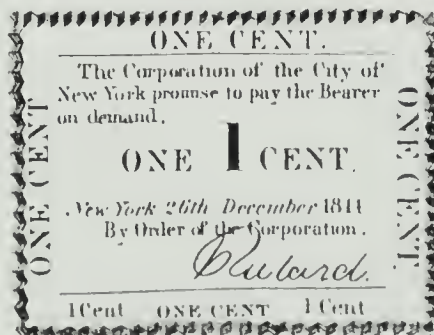 ONE CENT.
The Corporation of the City of
New York promise to pay the Bearer
on demand.
ONE 1 CENT.
New York 26th December 1814
By Order of the Corporation.
1 Cent ONE CENT 1 Cent
ONE CENT
ONE CENT.